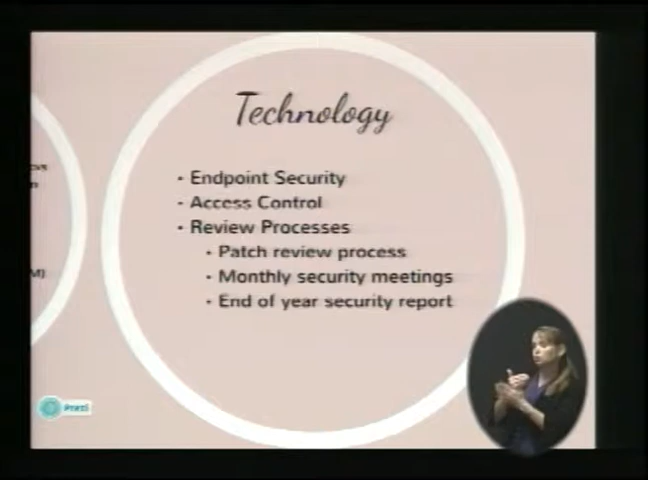 Technology
• Endpoint Security
• Access Control
• Review Processes
• Patch review process
• Monthly security meetings
• End of year security report
Prezi